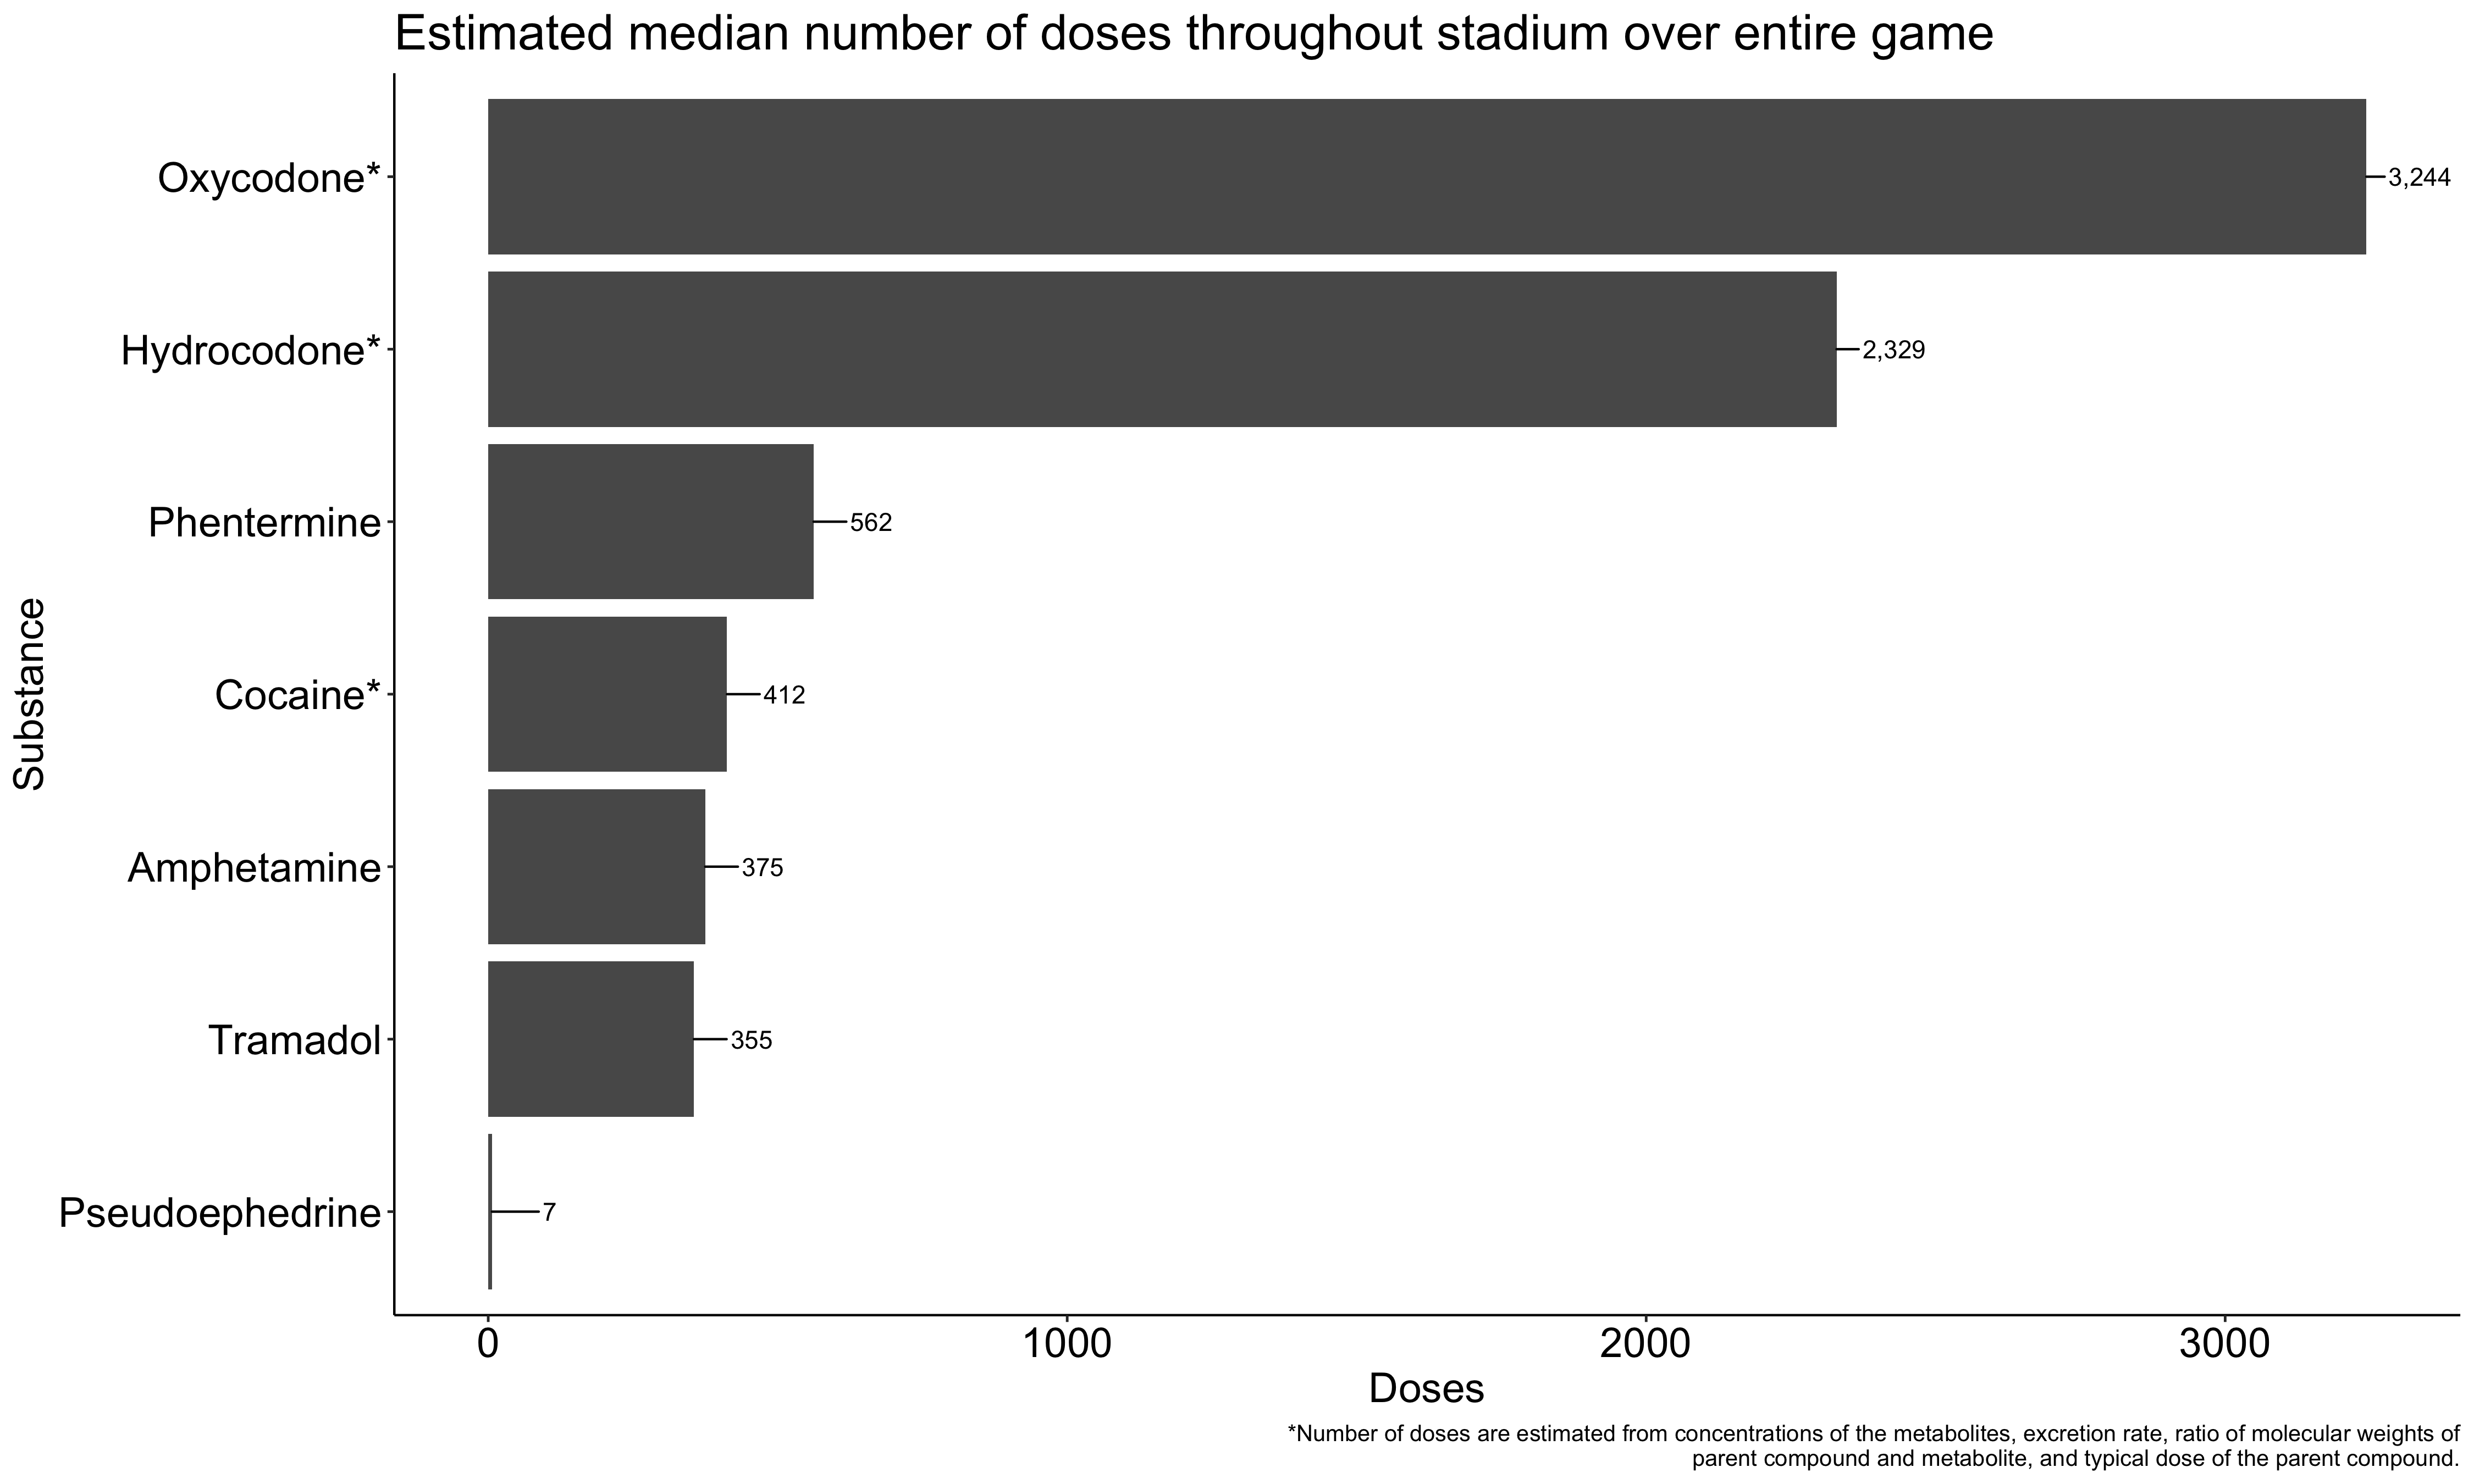 Estimated median number of doses throughout stadium over entire game
Substance
Oxycodone*
3,244
Hydrocodone*
2,329
Phentermine
562
Cocaine*
412
Amphetamine
375
Tramadol
355
Pseudoephedrine
7
0 1000 2000 3000
Doses
*Number of doses are estimated from concentrations of the metabolites, excretion rate, ratio of molecular weights of
parent compound and metabolite, and typical dose of the parent compound.